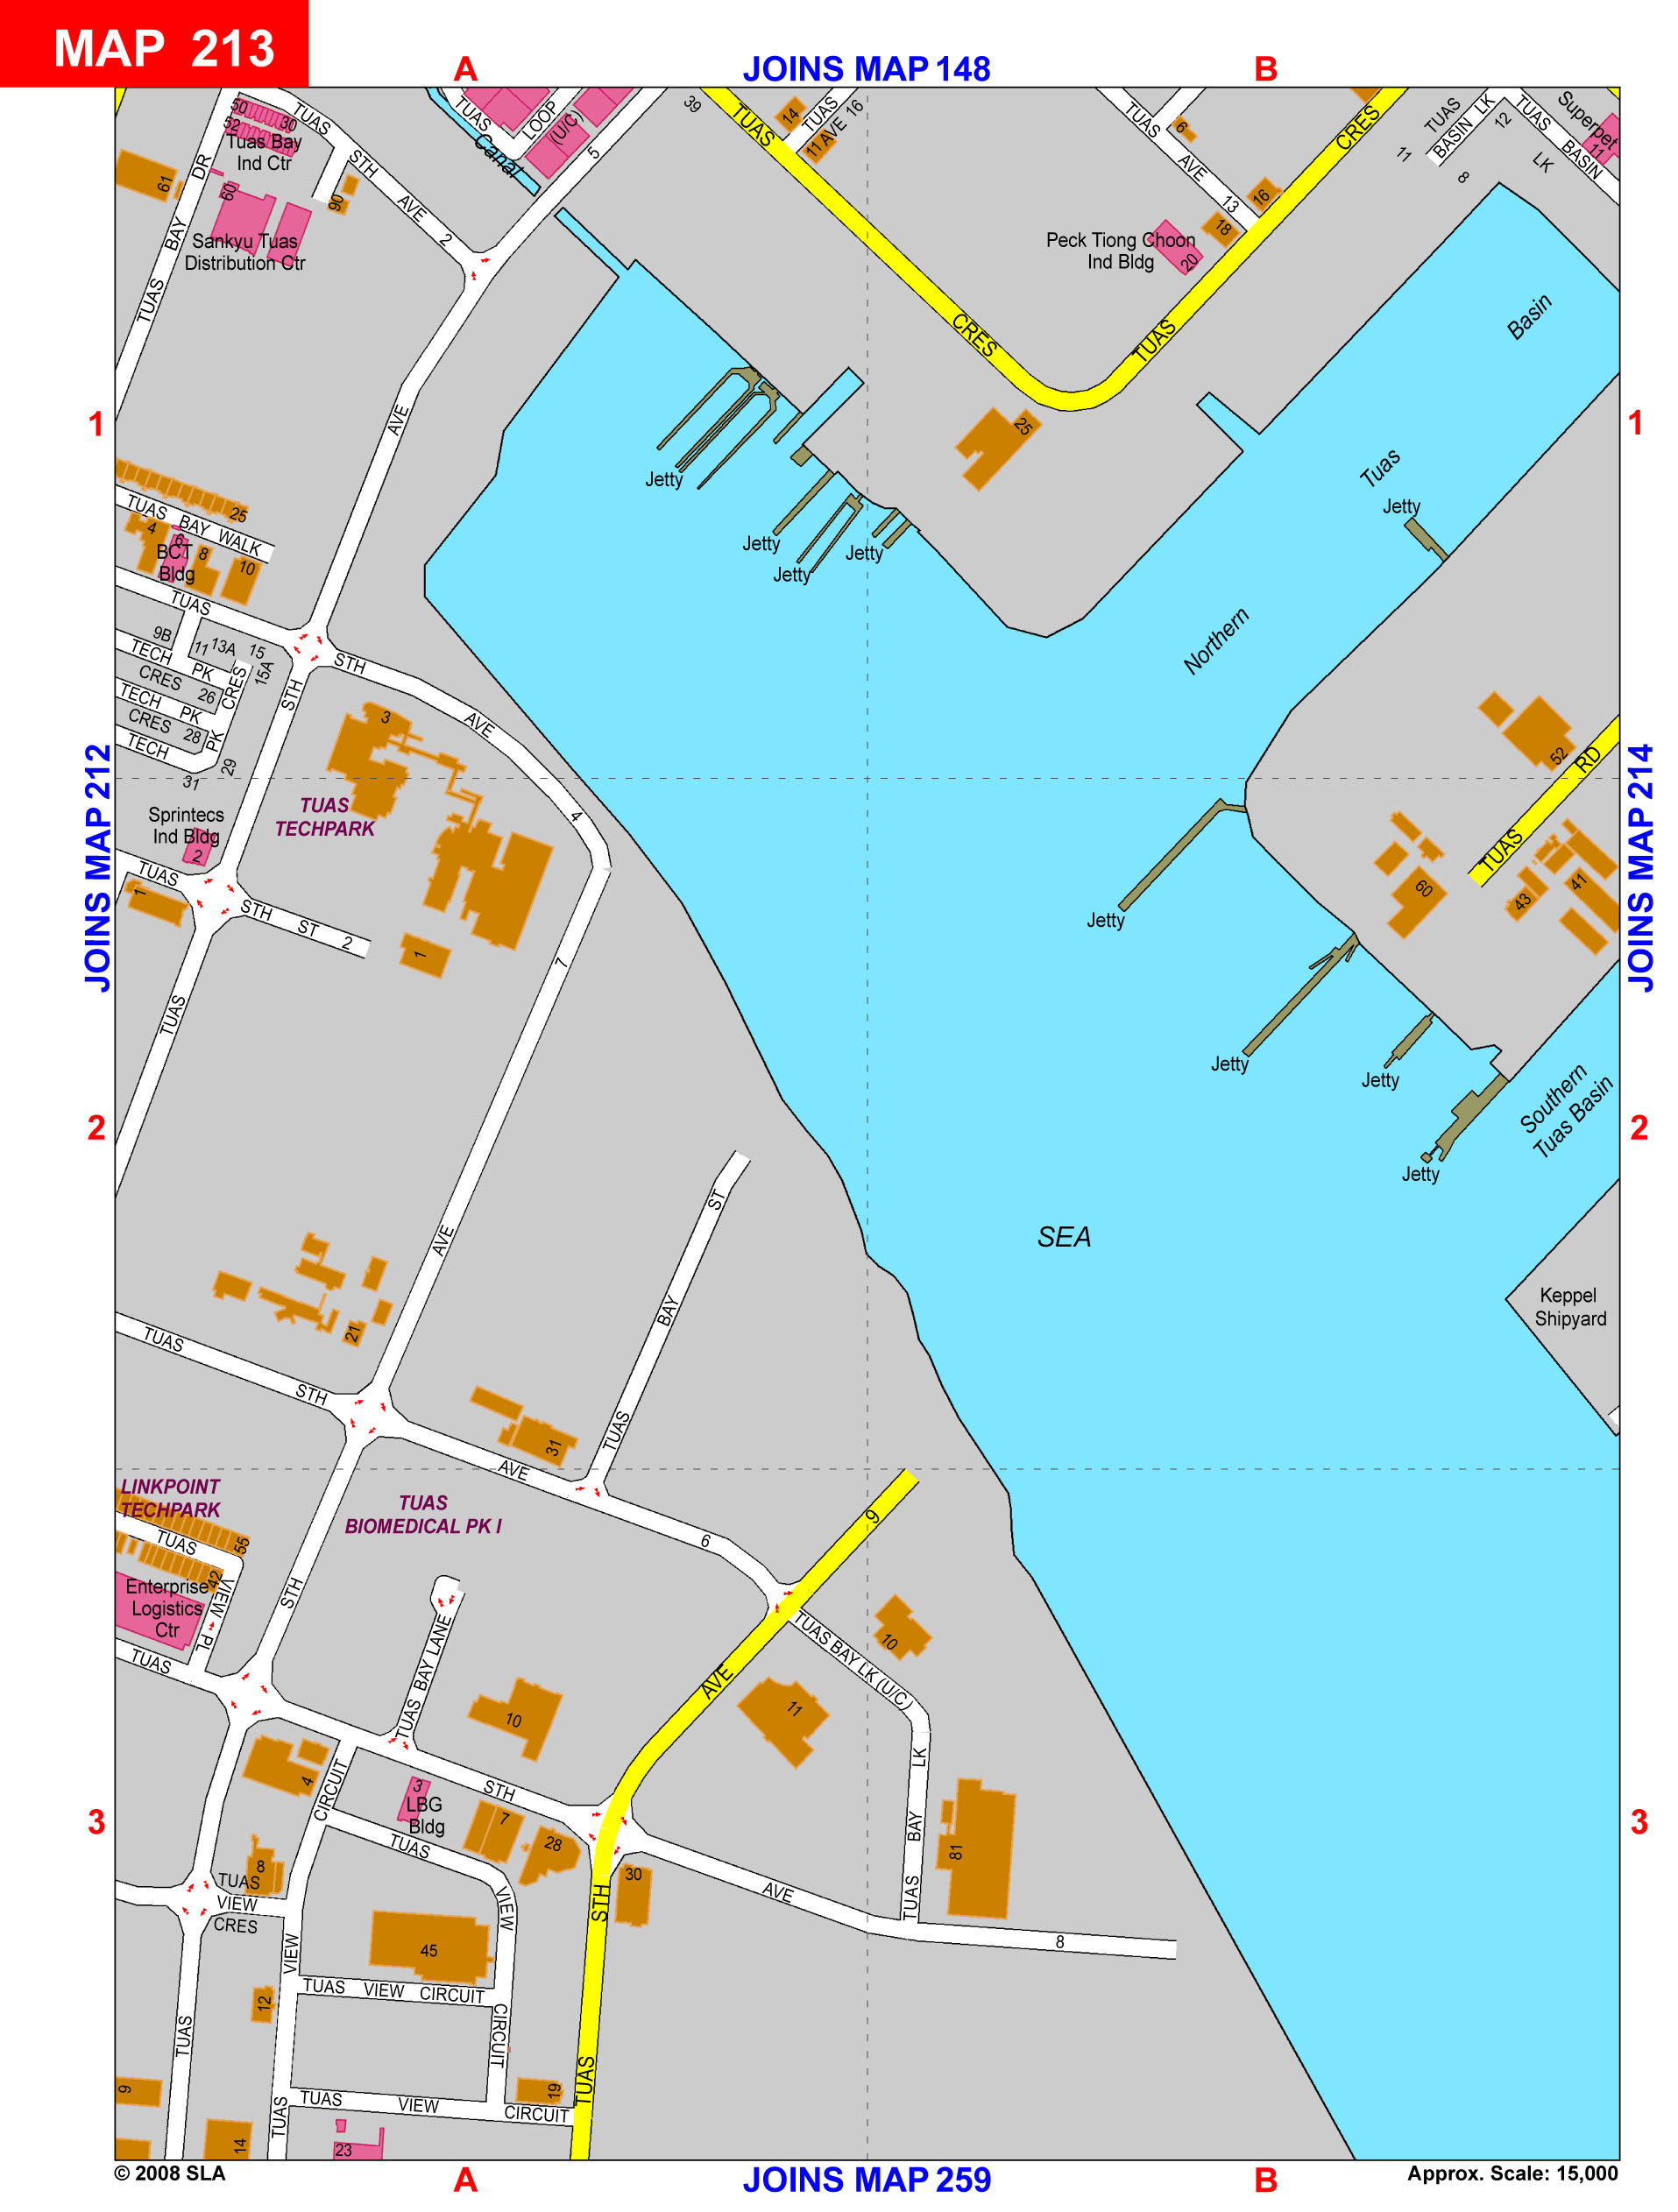 MAP 213
A
JOINS MAP 148
B
50
30
52
Tuas Bay
Ind Ctr
TUAS
STH
AVE
2
TUAS
LOOP
(U/C)
Canal
5
39
TUAS
CRES
14
11
TUAS
AVE 16
TUAS
AVE
13
6
16
18
20
Peck Tiong Choon
Ind Bldg
TUAS
CRES
TUAS
BASIN LK
11
8
12
TUAS
BASIN
LK
Superpet
11
61
DR
BAY
TUAS
60
90
Sankyu Tuas
Distribution Ctr
Basin
Tuas
Northern
Jetty
25
Jetty
Jetty
Jetty
Jetty
1
1
AVE
25
TUAS BAY WALK
4
6
8
10
BCT
Bldg
TUAS
STH
AVE
4
9B
11
13A
15
15A
TECH PK
CRES
CRES
26
TECH PK
CRES
28
PK
TECH
31
29
STH
3
TUAS
TECHPARK
Sprintecs
Ind Bldg
2
TUAS
STH
ST
2
1
1
7
TUAS
JOINS MAP 212
JOINS MAP 214
52
TUAS
RD
60
43
41
Jetty
Jetty
Jetty
Jetty
Southern
Tuas Basin
2
2
SEA
Keppel
Shipyard
AVE
ST
BAY
TUAS
21
TUAS
STH
AVE
6
31
LINKPOINT
TECHPARK
TUAS
BIOMEDICAL PK I
TUAS
VIEW
PL
55
42
Enterprise
Logistics
Ctr
STH
TUAS
TUAS BAY LANE
9
AVE
TUAS BAY LK (U/C)
10
11
10
LK
BAY
TUAS
81
4
CIRCUIT
3
LBG
Bldg
STH
7
28
30
AVE
8
3
3
8
TUAS
VIEW
CRES
TUAS
VIEW
CIRCUIT
VIEW
45
TUAS VIEW CIRCUIT
12
TUAS
STH
TUAS
9
14
TUAS
TUAS VIEW CIRCUIT
19
23
© 2008 SLA
A
JOINS MAP 259
B
Approx. Scale: 15,000